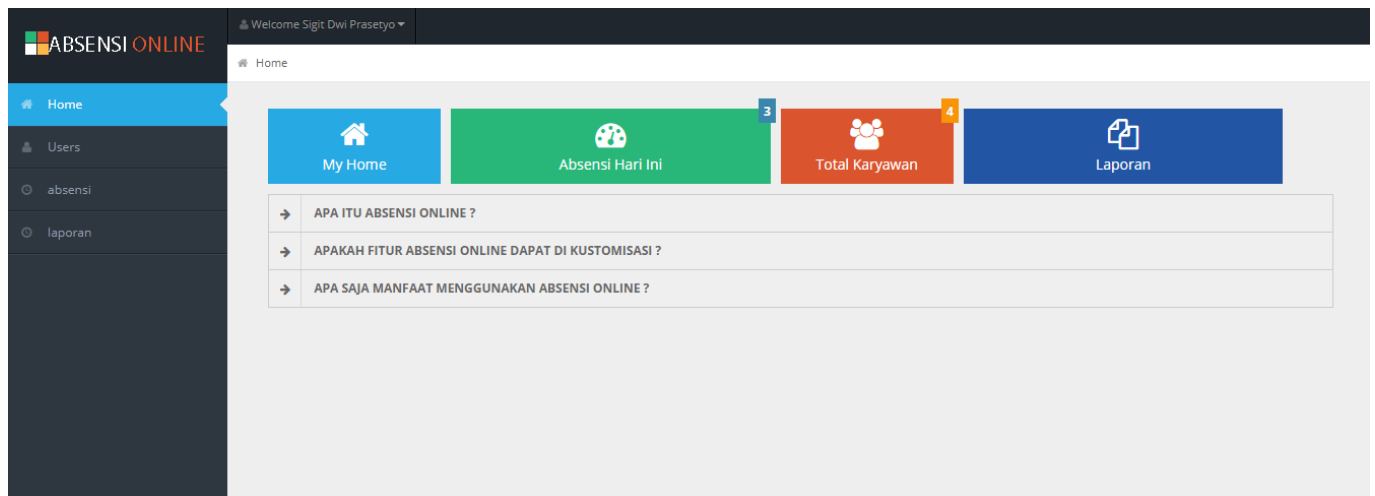 ABSENSI ONLINE
Welcome Sigit Dwi Prasetyo
Home
Home
Users
absensi
laporan
My Home
3
Absensi Hari Ini
4
Total Karyawan
Laporan
APA ITU ABSENSI ONLINE ?
APAKAH FITUR ABSENSI ONLINE DAPAT DI KUSTOMISASI ?
APA SAJA MANFAAT MENGGUNAKAN ABSENSI ONLINE ?